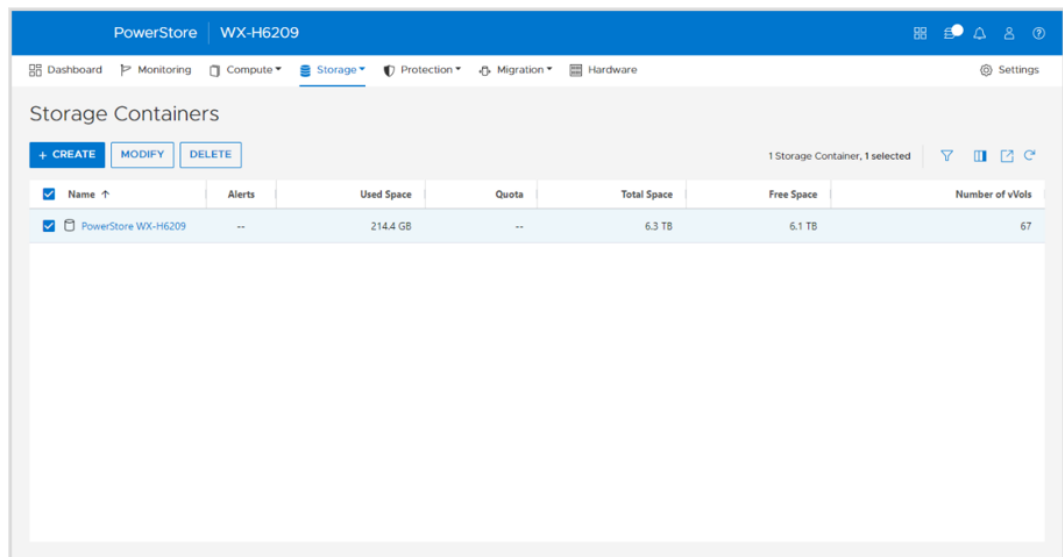 PowerStore WX-H6209
Dashboard Monitoring Compute Storage Protection Migration Hardware Settings
Storage Containers
+ CREATE MODIFY DELETE 1 Storage Container, 1 selected
Name ↑ Alerts Used Space Quota Total Space Free Space Number of vVols
PowerStore WX-H6209 -- 214.4 GB -- 6.3 TB 6.1 TB 67